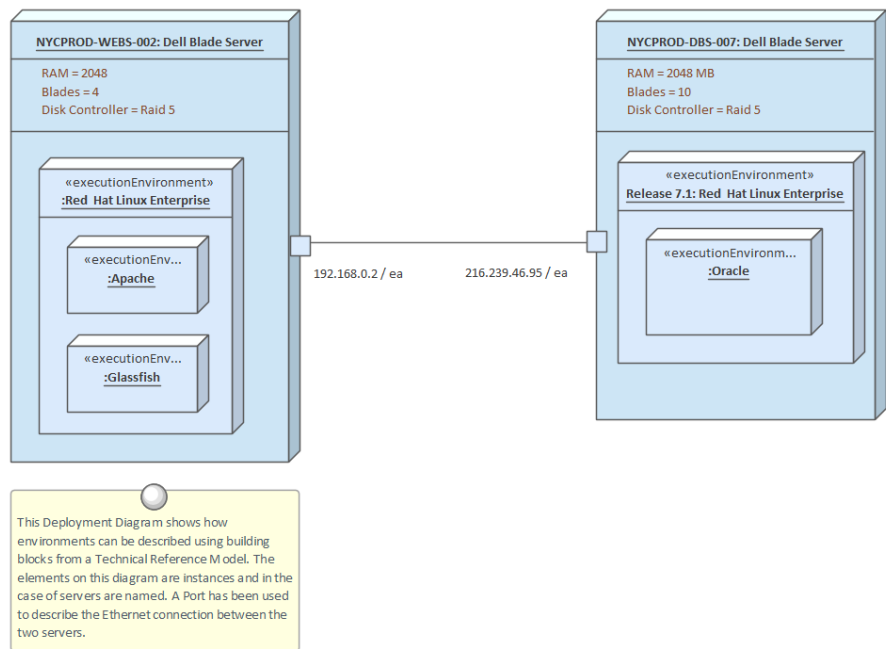 NYCPROD-WEBS-002: Dell Blade Server
RAM = 2048
Blades = 4
Disk Controller = Raid 5
«executionEnvironment»
:Red Hat Linux Enterprise
«executionEnv...
:Apache
«executionEnv...
:Glassfish
192.168.0.2 / ea
216.239.46.95 / ea
NYCPROD-DBS-007: Dell Blade Server
RAM = 2048 MB
Blades = 10
Disk Controller = Raid 5
«executionEnvironment»
Release 7.1: Red Hat Linux Enterprise
«executionEnvironm...
:Oracle
This Deployment Diagram shows how
environments can be described using building
blocks from a Technical Reference Model. The
elements on this diagram are instances and in the
case of servers are named. A Port has been used
to describe the Ethernet connection between the
two servers.